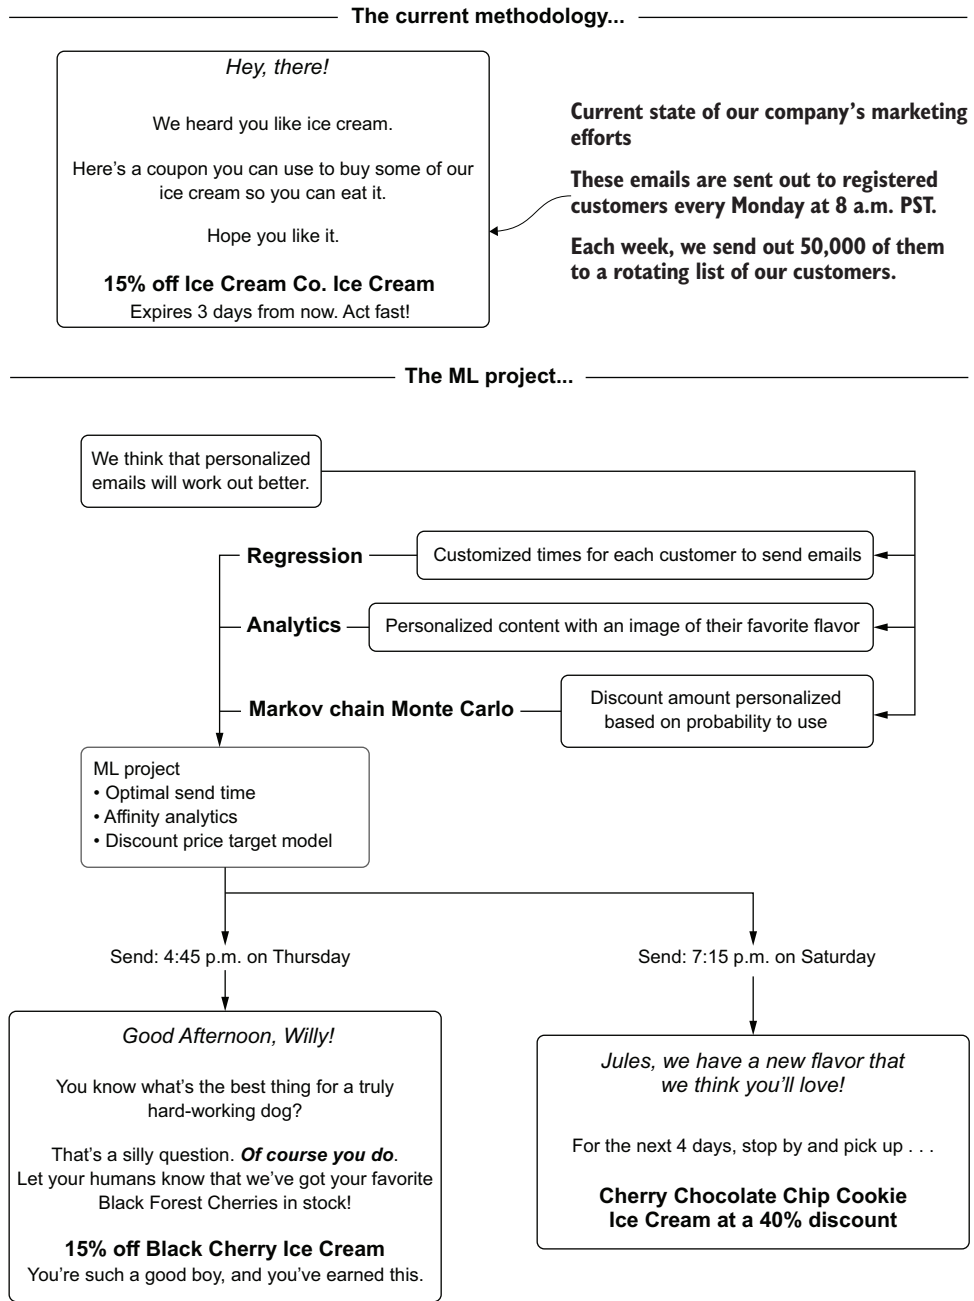 The current methodology...
Hey, there!
We heard you like ice cream.
Here's a coupon you can use to buy some of our
ice cream so you can eat it.
Hope you like it.
15% off Ice Cream Co. Ice Cream
Expires 3 days from now. Act fast!
Current state of our company's marketing
efforts
These emails are sent out to registered
customers every Monday at 8 a.m. PST.
Each week, we send out 50,000 of them
to a rotating list of our customers.
The ML project...
We think that personalized
emails will work out better.
Regression
Customized times for each customer to send emails
Analytics
Personalized content with an image of their favorite flavor
Markov chain Monte Carlo
Discount amount personalized
based on probability to use
ML project
• Optimal send time
• Affinity analytics
• Discount price target model
Send: 4:45 p.m. on Thursday
Good Afternoon, Willy!
You know what's the best thing for a truly
hard-working dog?
That's a silly question. Of course you do.
Let your humans know that we've got your favorite
Black Forest Cherries in stock!
15% off Black Cherry Ice Cream
You're such a good boy, and you've earned this.
Send: 7:15 p.m. on Saturday
Jules, we have a new flavor that
we think you'll love!
For the next 4 days, stop by and pick up . . .
Cherry Chocolate Chip Cookie
Ice Cream at a 40% discount